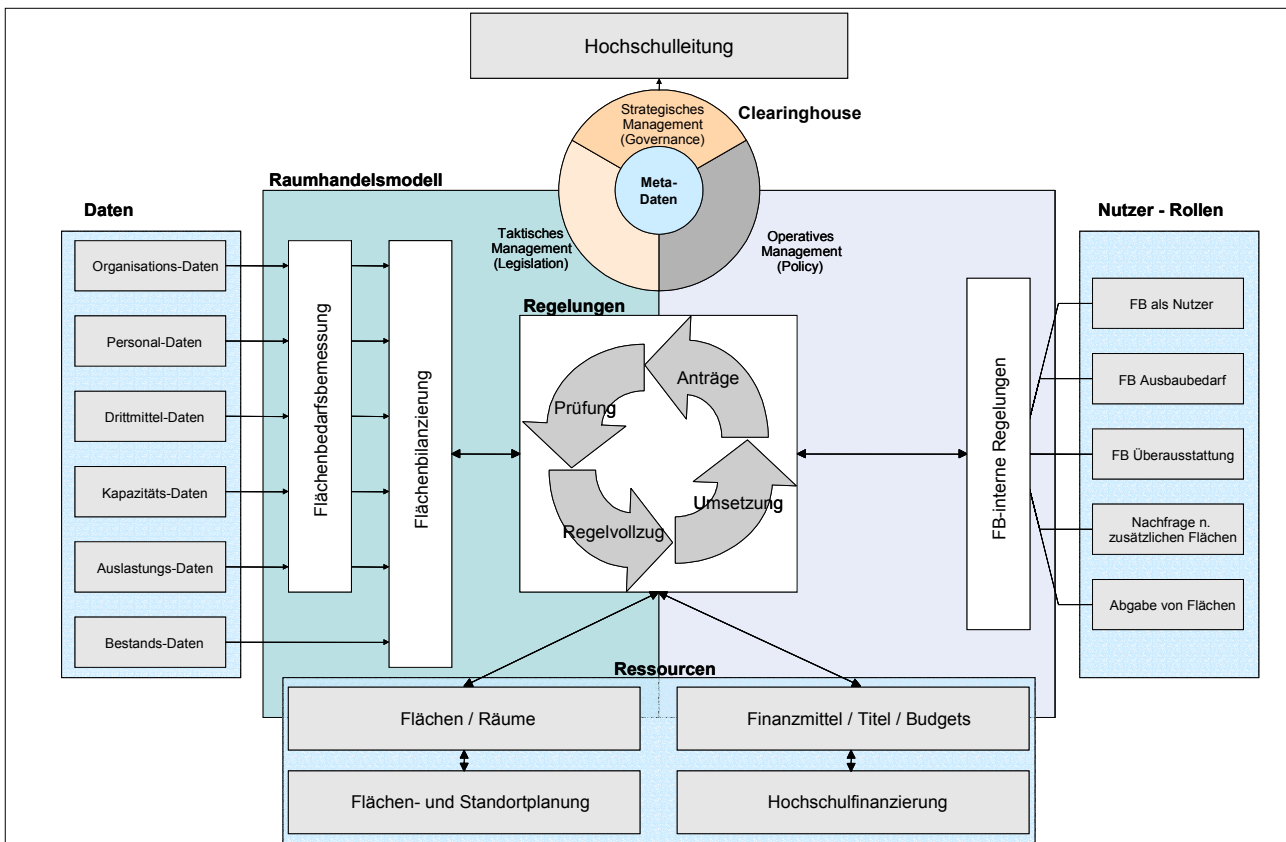 Hochschulleitung
Strategisches
Management
(Governance)
Clearinghouse
Meta-
Daten
Raumhandelsmodell
Taktisches
Management
(Legislation)
Operatives
Management
(Policy)
Daten
Organisations-Daten
Personal-Daten
Drittmittel-Daten
Kapazitäts-Daten
Auslastungs-Daten
Bestands-Daten
Flächenbedarfsbemessung
Flächenbilanzierung
Regelungen
Anträge
Prüfung
Regelvollzug
Umsetzung
FB-interne Regelungen
Nutzer - Rollen
FB als Nutzer
FB Ausbaubedarf
FB Überausstattung
Nachfrage n.
zusätzlichen Flächen
Abgabe von Flächen
Ressourcen
Flächen / Räume
Finanzmittel / Titel / Budgets
Flächen- und Standortplanung
Hochschulfinanzierung